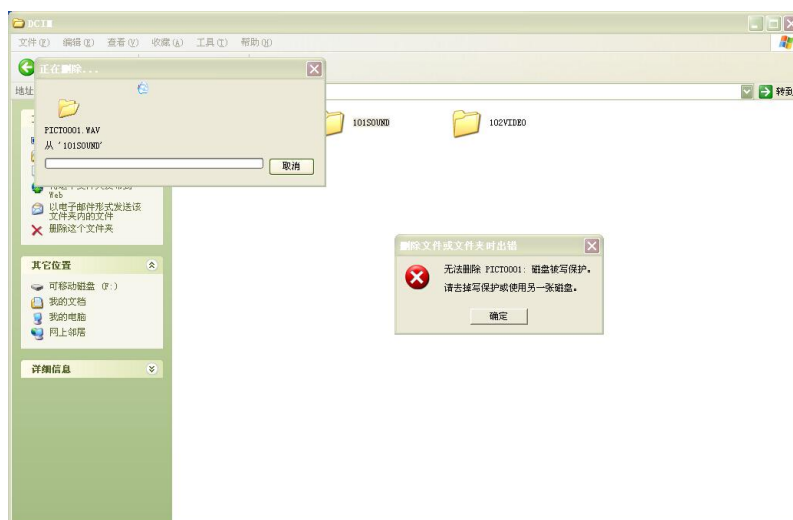 DCIM
文件(F) 编辑(E) 查看(V) 收藏(A) 工具(T) 帮助(H)
正在删除...
地址
转到
PICT0001.WAV
从 '101SOUND'
取消
101SOUND
102VIDEO
Web
以电子邮件形式发送该
文件夹内的文件
删除这个文件夹
其它位置
可移动磁盘 (F:)
我的文档
我的电脑
网上邻居
详细信息
删除文件或文件夹时出错
无法删除 PICT0001: 磁盘被写保护。
请去掉写保护或使用另一张磁盘。
确定